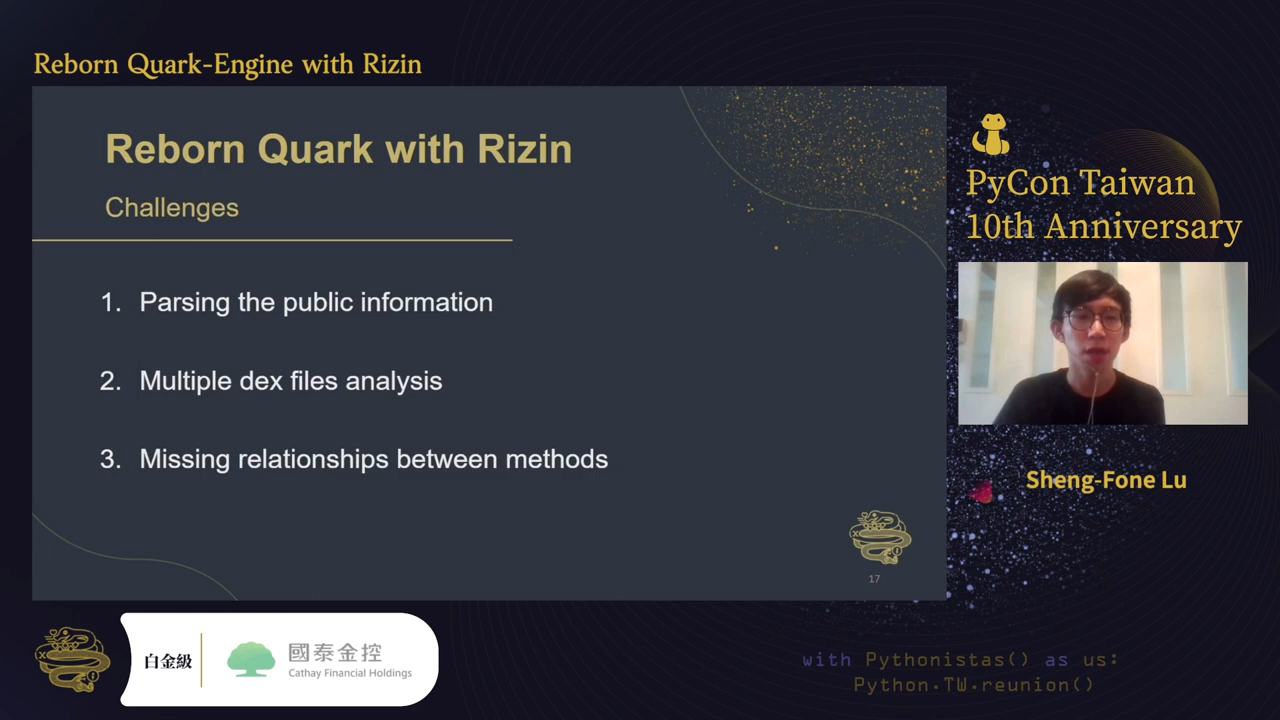 Reborn Quark-Engine with Rizin
Reborn Quark with Rizin
Challenges
1. Parsing the public information
2. Multiple dex files analysis
3. Missing relationships between methods
17
PyCon Taiwan
10th Anniversary
Sheng-Fone Lu
白金級
國泰金控
Cathay Financial Holdings
with Pythonistas() as us:
Python.TW.reunion()